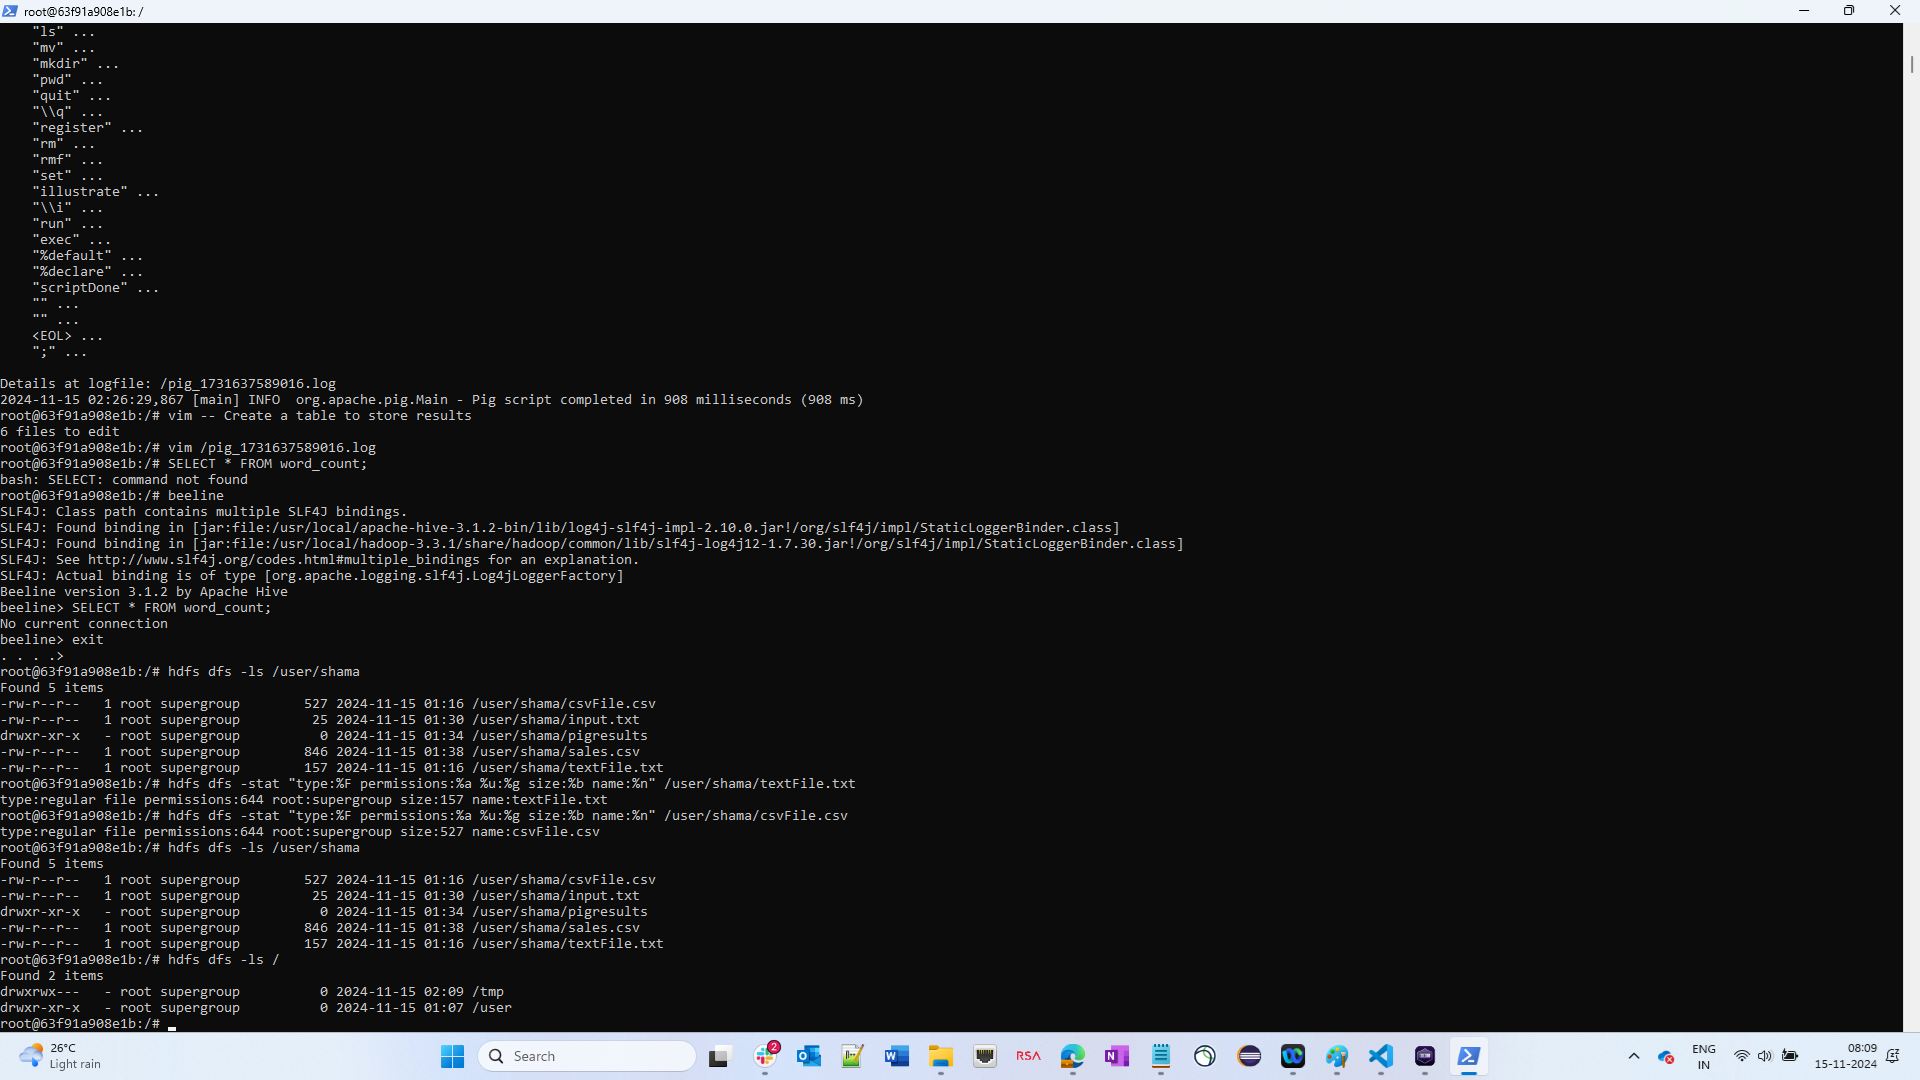 root@63f91a908e1b: /
"ls" ...
"mv" ...
"mkdir" ...
"pwd" ...
"quit" ...
"\\q" ...
"register" ...
"rm" ...
"rmf" ...
"set" ...
"illustrate" ...
"\\i" ...
"run" ...
"exec" ...
"%default" ...
"%declare" ...
"scriptDone" ...
"" ...
"" ...
<EOL> ...
";" ...
Details at logfile: /pig_1731637589016.log
2024-11-15 02:26:29,867 [main] INFO  org.apache.pig.Main - Pig script completed in 908 milliseconds (908 ms)
root@63f91a908e1b:/# vim -- Create a table to store results
6 files to edit
root@63f91a908e1b:/# vim /pig_1731637589016.log
root@63f91a908e1b:/# SELECT * FROM word_count;
bash: SELECT: command not found
root@63f91a908e1b:/# beeline
SLF4J: Class path contains multiple SLF4J bindings.
SLF4J: Found binding in [jar:file:/usr/local/apache-hive-3.1.2-bin/lib/log4j-slf4j-impl-2.10.0.jar!/org/slf4j/impl/StaticLoggerBinder.class]
SLF4J: Found binding in [jar:file:/usr/local/hadoop-3.3.1/share/hadoop/common/lib/slf4j-log4j12-1.7.30.jar!/org/slf4j/impl/StaticLoggerBinder.class]
SLF4J: See http://www.slf4j.org/codes.html#multiple_bindings for an explanation.
SLF4J: Actual binding is of type [org.apache.logging.slf4j.Log4jLoggerFactory]
Beeline version 3.1.2 by Apache Hive
beeline> SELECT * FROM word_count;
No current connection
beeline> exit
. . . .>
root@63f91a908e1b:/# hdfs dfs -ls /user/shama
Found 5 items
-rw-r--r--   1 root supergroup        527 2024-11-15 01:16 /user/shama/csvFile.csv
-rw-r--r--   1 root supergroup         25 2024-11-15 01:30 /user/shama/input.txt
drwxr-xr-x   - root supergroup          0 2024-11-15 01:34 /user/shama/pigresults
-rw-r--r--   1 root supergroup        846 2024-11-15 01:38 /user/shama/sales.csv
-rw-r--r--   1 root supergroup        157 2024-11-15 01:16 /user/shama/textFile.txt
root@63f91a908e1b:/# hdfs dfs -stat "type:%F permissions:%a %u:%g size:%b name:%n" /user/shama/textFile.txt
type:regular file permissions:644 root:supergroup size:157 name:textFile.txt
root@63f91a908e1b:/# hdfs dfs -stat "type:%F permissions:%a %u:%g size:%b name:%n" /user/shama/csvFile.csv
type:regular file permissions:644 root:supergroup size:527 name:csvFile.csv
root@63f91a908e1b:/# hdfs dfs -ls /user/shama
Found 5 items
-rw-r--r--   1 root supergroup        527 2024-11-15 01:16 /user/shama/csvFile.csv
-rw-r--r--   1 root supergroup         25 2024-11-15 01:30 /user/shama/input.txt
drwxr-xr-x   - root supergroup          0 2024-11-15 01:34 /user/shama/pigresults
-rw-r--r--   1 root supergroup        846 2024-11-15 01:38 /user/shama/sales.csv
-rw-r--r--   1 root supergroup        157 2024-11-15 01:16 /user/shama/textFile.txt
root@63f91a908e1b:/# hdfs dfs -ls /
Found 2 items
drwxrwx---   - root supergroup          0 2024-11-15 02:09 /tmp
drwxr-xr-x   - root supergroup          0 2024-11-15 01:07 /user
root@63f91a908e1b:/#
26°C
Light rain
Search
2
RSA
ENG
IN
08:09
15-11-2024